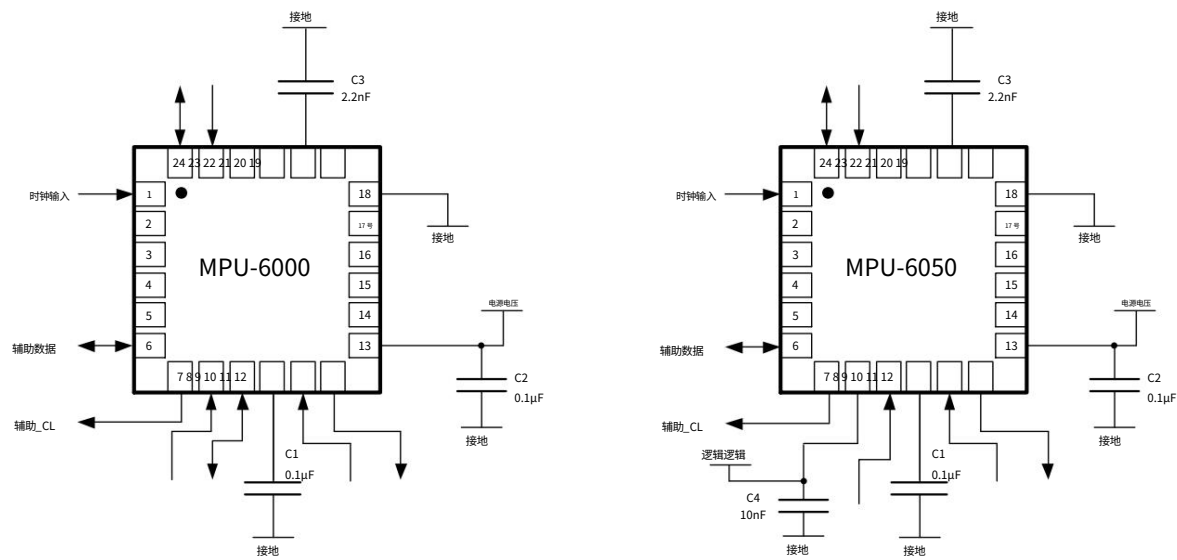 接地
C3
2.2nF
24 23 22 21 20 19
时钟输入
1
18
2
17 号
接地
3
MPU-6000
16
4
15
电源电压
5
14
辅助数据
6
13
7 8 9 10 11 12
C2
0.1μF
辅助_CL
接地
C1
0.1μF
接地
接地
C3
2.2nF
24 23 22 21 20 19
时钟输入
1
18
2
17 号
接地
3
MPU-6050
16
4
15
电源电压
5
14
辅助数据
6
13
7 8 9 10 11 12
C2
0.1μF
辅助_CL
接地
逻辑逻辑
C1
0.1μF
C4
10nF
接地
接地